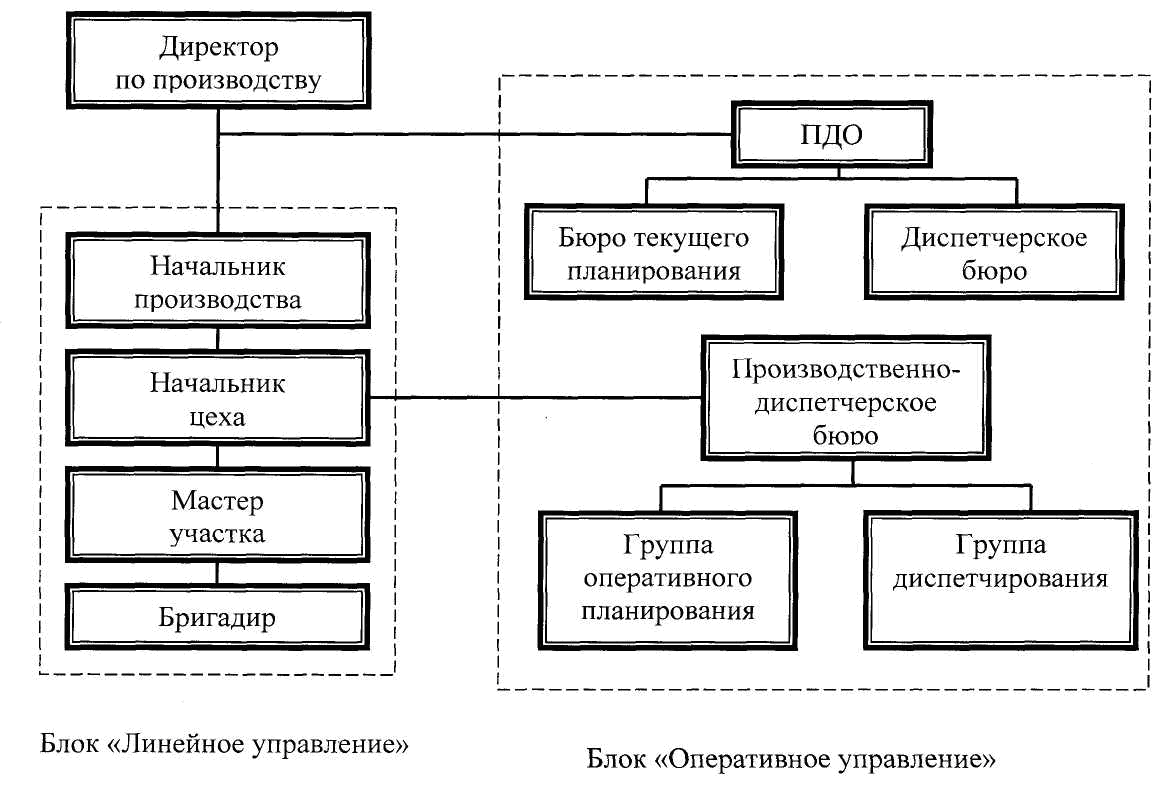 Директор
по производству
ПДО
Бюро текущего
планирования
Диспетчерское
бюро
Начальник
производства
Начальник
цеха
Производственно-
диспетчерское
бюро
Мастер
участка
Группа
оперативного
планирования
Группа
диспетчирования
Бригадир
Блок «Линейное управление»
Блок «Оперативное управление»